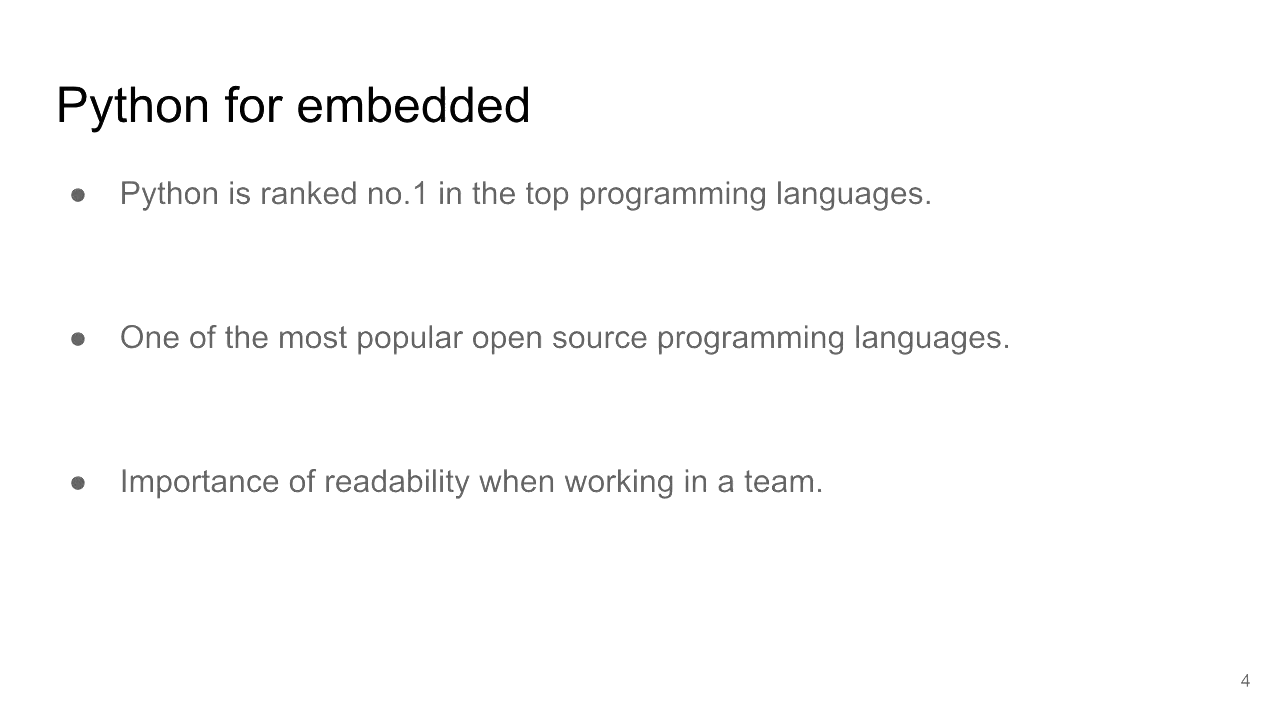 Python for embedded
● Python is ranked no.1 in the top programming languages.
● One of the most popular open source programming languages.
● Importance of readability when working in a team.
4